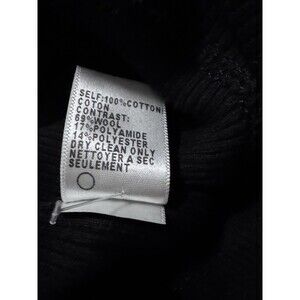 SELF:100%COTTON
COTON
CONTRAST:
69%WOOL
17%POLYAMIDE
14%POLYESTER
DRY CLEAN ONLY
NETTOYER A SEC
SEULEMENT